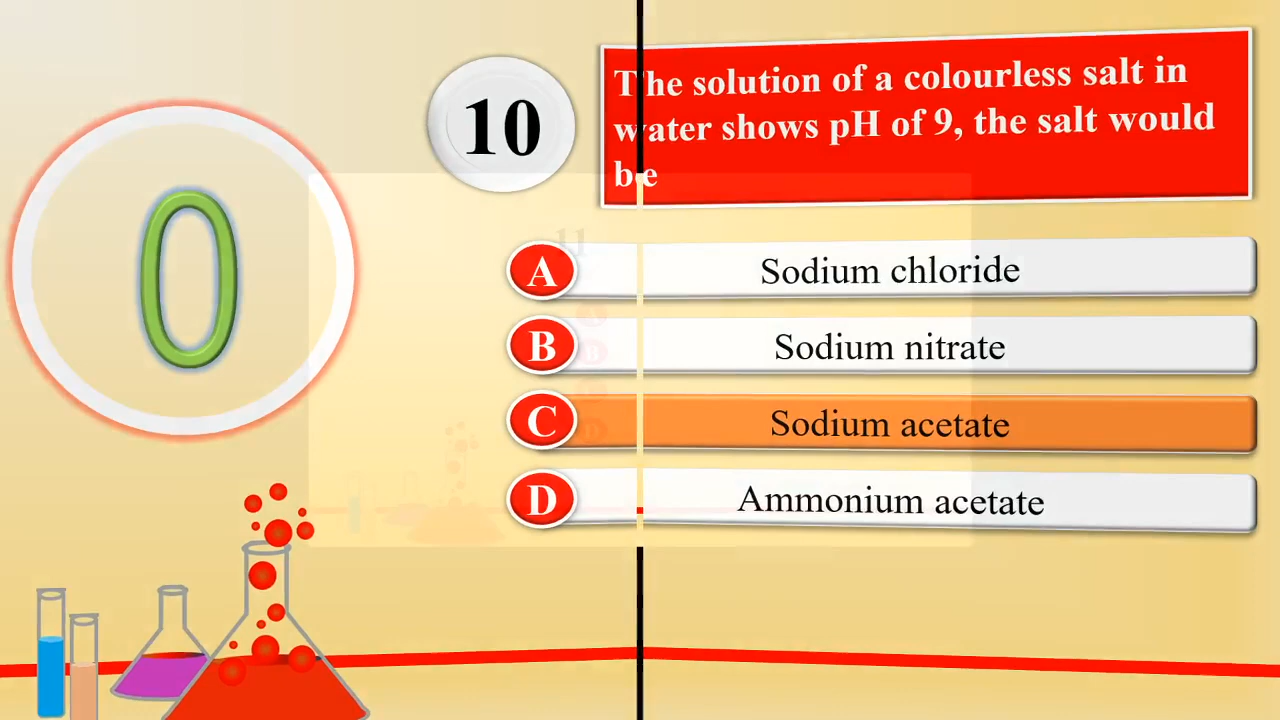 0
10
The solution of a colourless salt in
water shows pH of 9, the salt would
be
11
A Sodium chloride
A
B Sodium nitrate
B
C Sodium acetate
D
D Ammonium acetate